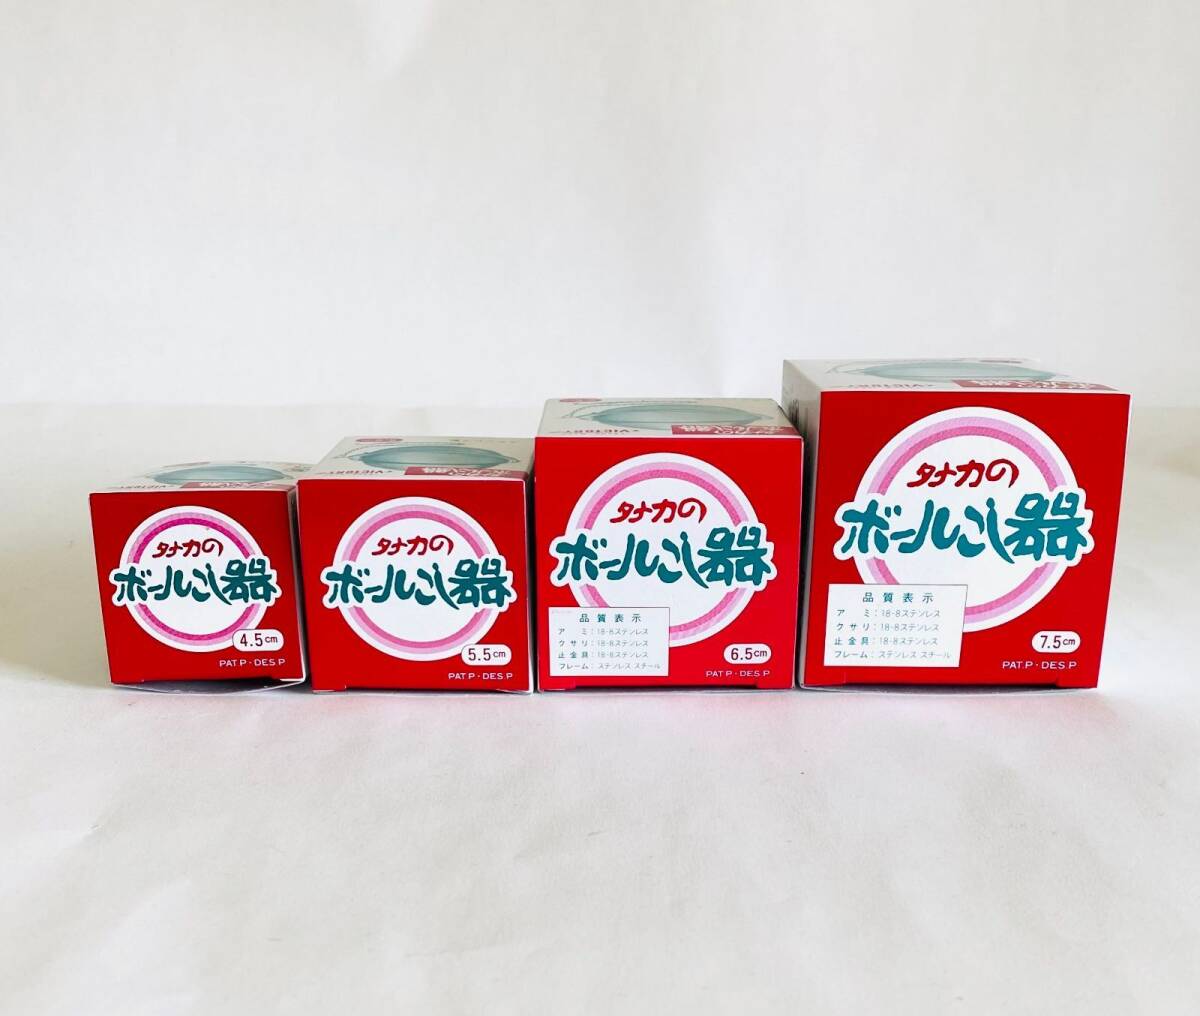 タナカの
ボールこし器
4.5cm
PAT.P・DES.P
タナカの
ボールこし器
5.5cm
PAT.P・DES.P
VICTORY
タナカの
ボールこし器
品質表示
アミ:18-8ステンレス
クサリ:18-8ステンレス
止金具:18-8ステンレス
フレーム:ステンレススチール
6.5cm
PAT.P・DES.P
VICTORY
タナカの
ボールこし器
品質表示
アミ:18-8ステンレス
クサリ:18-8ステンレス
止金具:18-8ステンレス
フレーム:ステンレススチール
7.5cm
PAT.P・DES.P